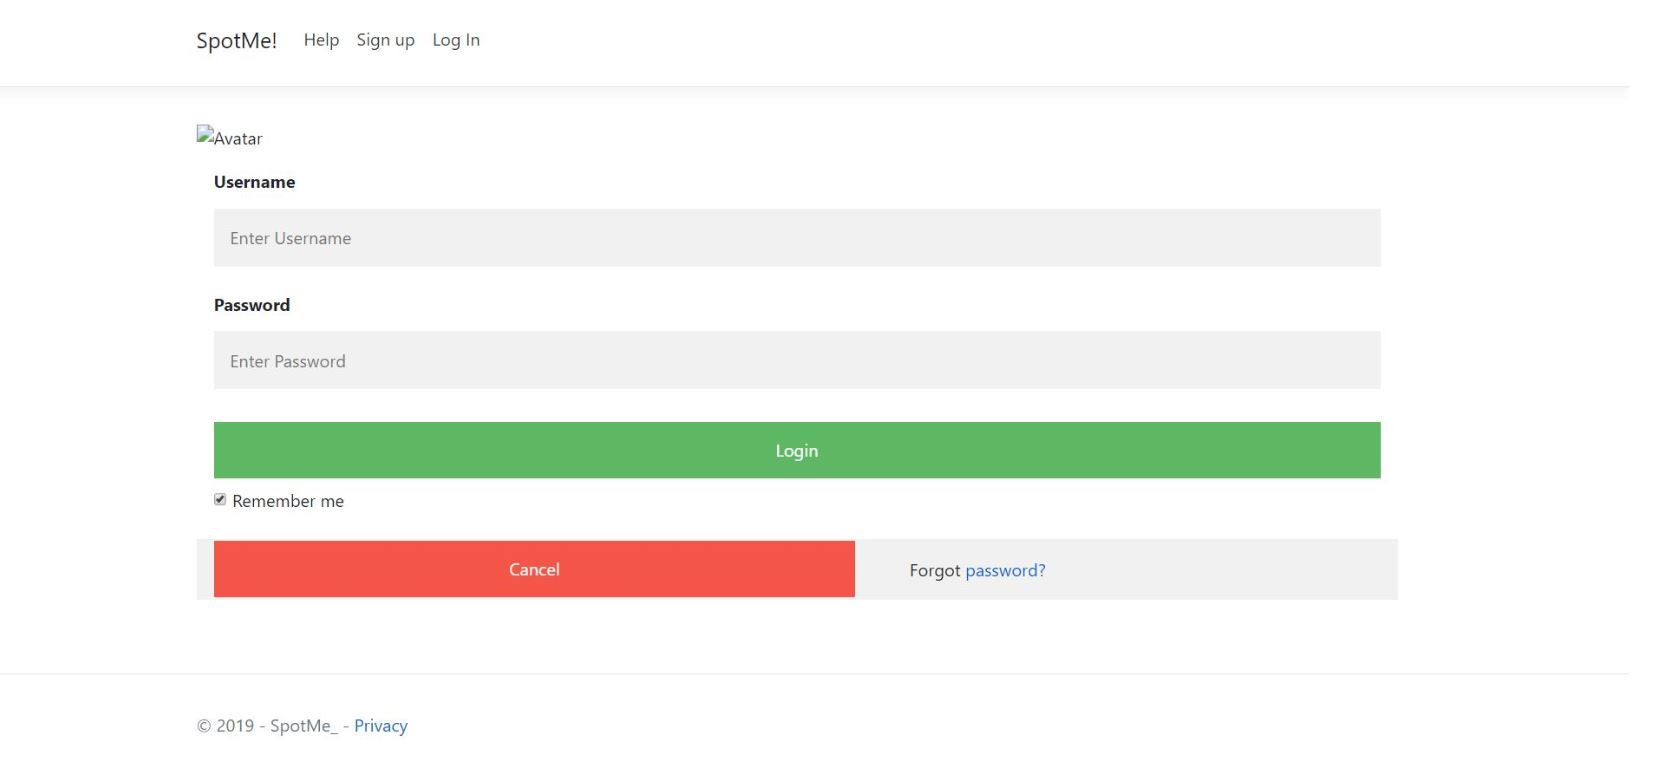 SpotMe! Help Sign up Log In
Avatar
Username
Enter Username
Password
Enter Password
Login
Remember me
Cancel Forgot password?
© 2019 - SpotMe_ - Privacy